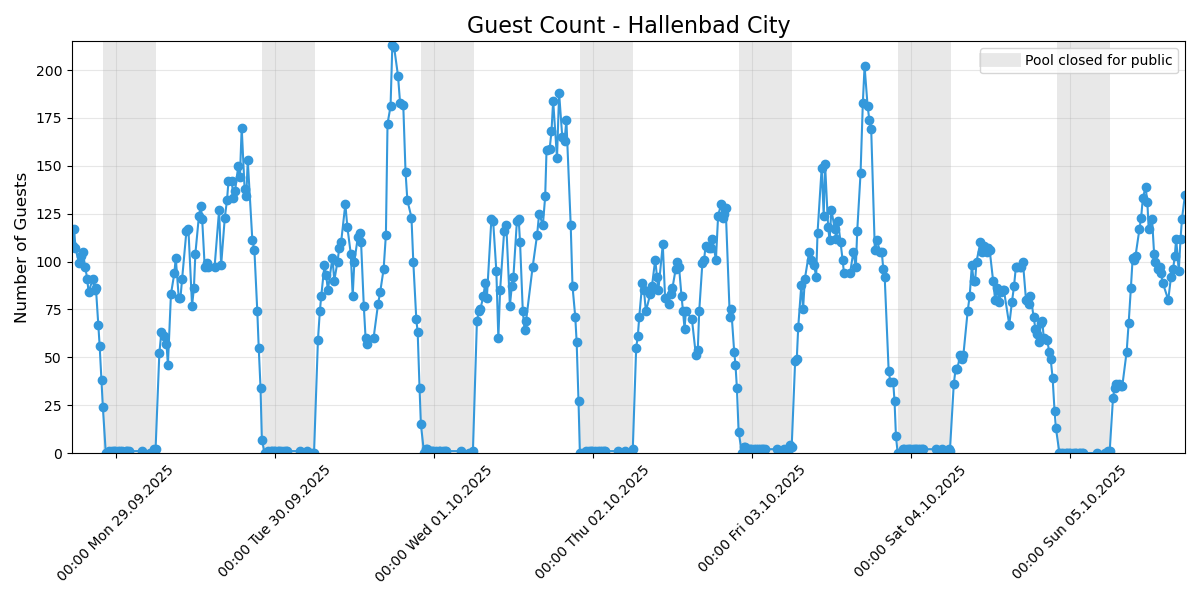 Guest Count - Hallenbad City
Pool closed for public
Number of Guests
200
175
150
125
100
75
50
25
0
00:00 Mon 29.09.2025
00:00 Tue 30.09.2025
00:00 Wed 01.10.2025
00:00 Thu 02.10.2025
00:00 Fri 03.10.2025
00:00 Sat 04.10.2025
00:00 Sun 05.10.2025